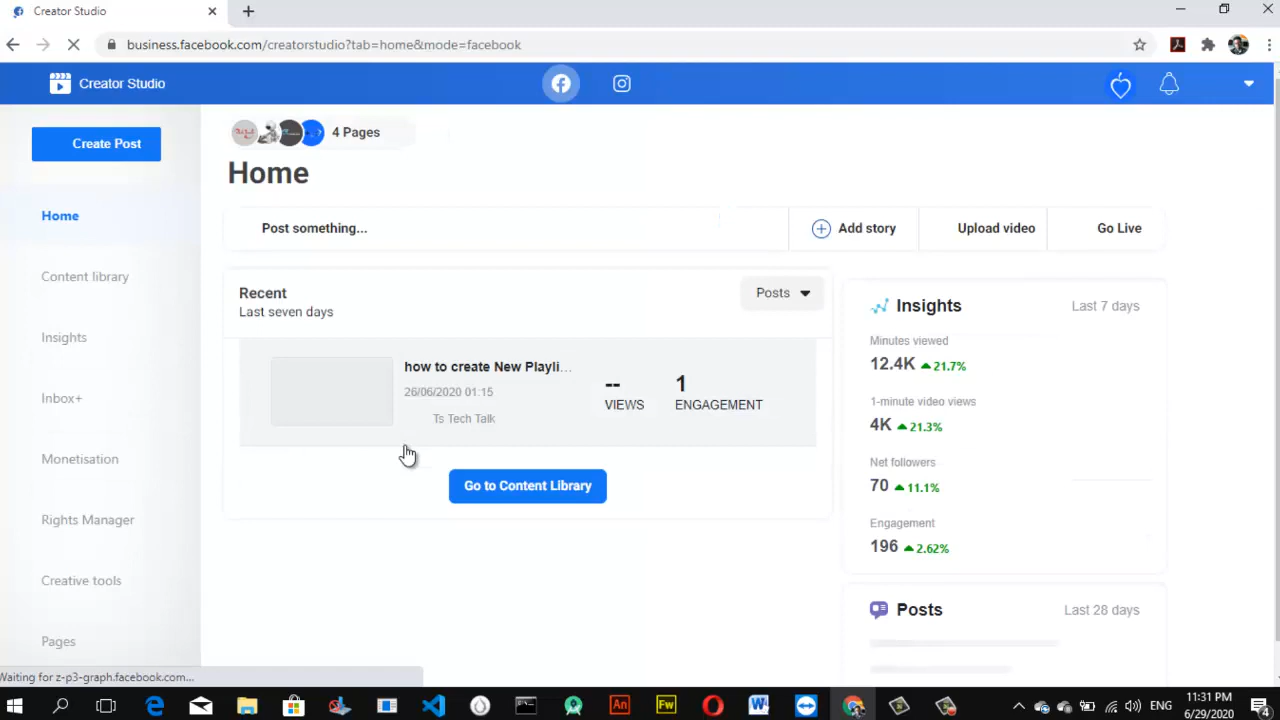 Creator Studio
business.facebook.com/creatorstudio?tab=home&mode=facebook
Creator Studio
Create Post
Home
Content library
Insights
Inbox+
Monetisation
Rights Manager
Creative tools
Pages
4 Pages
Home
Post something...
Add story
Upload video
Go Live
Recent
Last seven days
Posts
how to create New Playli...
26/06/2020 01:15
Ts Tech Talk
--
VIEWS
1
ENGAGEMENT
Go to Content Library
Insights
Last 7 days
Minutes viewed
12.4K 21.7%
1-minute video views
4K 21.3%
Net followers
70 11.1%
Engagement
196 2.62%
Posts
Last 28 days
Waiting for z-p3-graph.facebook.com...
An
Fw
W
ENG
11:31 PM
6/29/2020
4